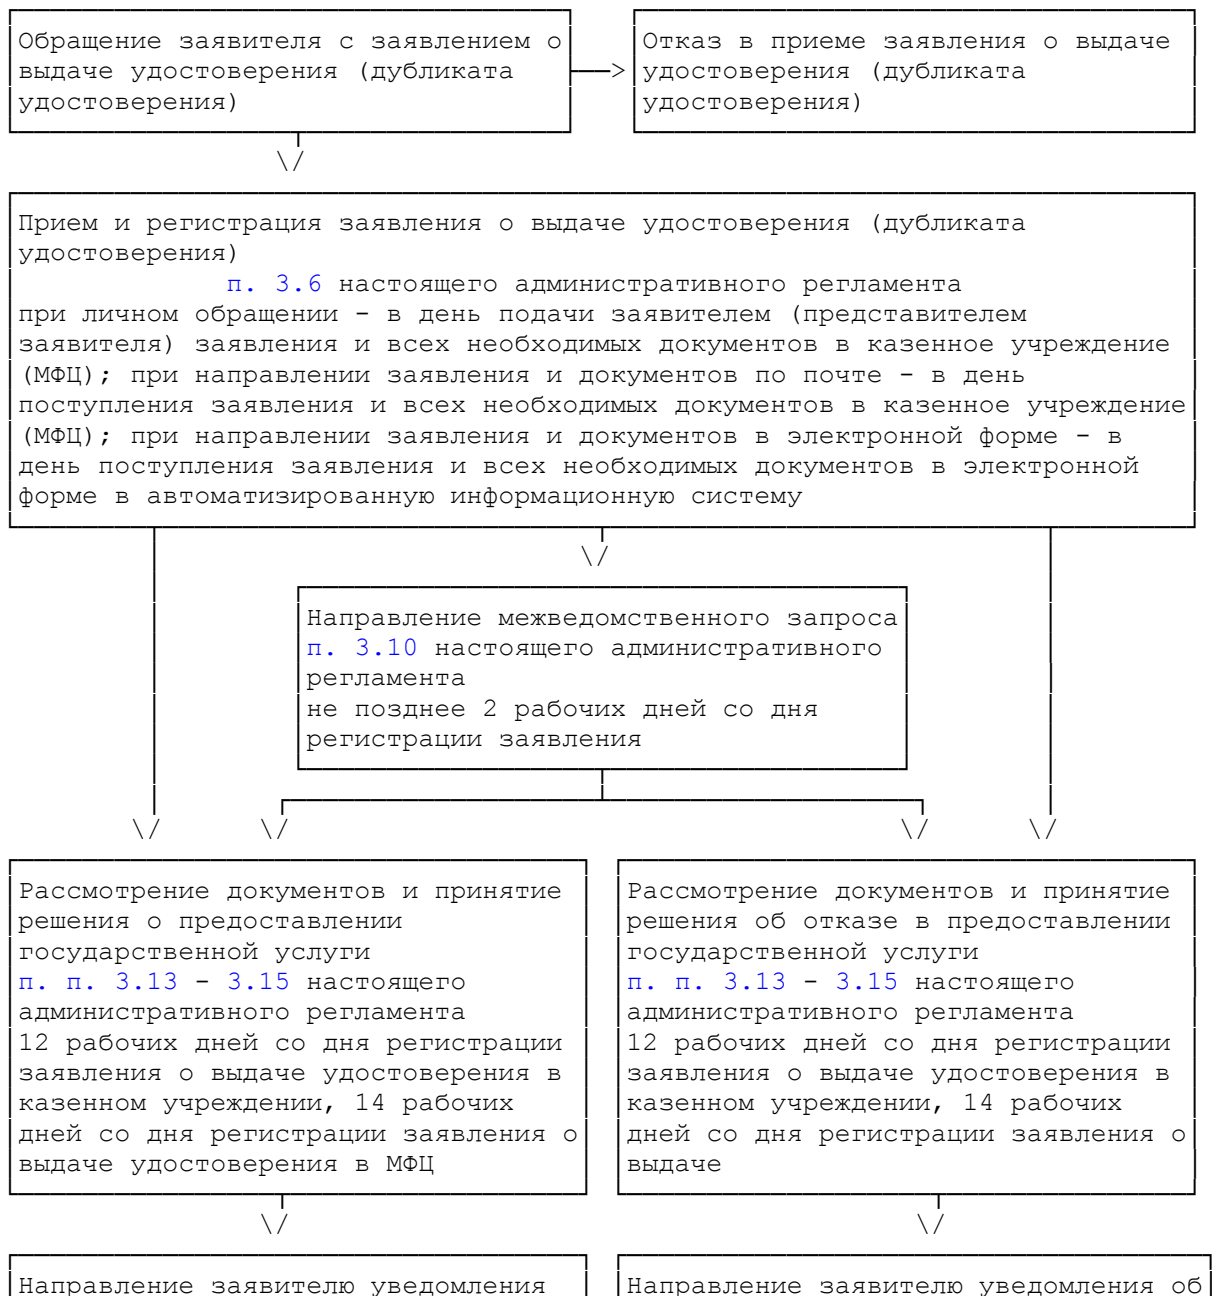 Обращение заявителя с заявлением о
выдаче удостоверения (дубликата
удостоверения)
Отказ в приеме заявления о выдаче
удостоверения (дубликата
удостоверения)
Прием и регистрация заявления о выдаче удостоверения (дубликата
удостоверения)
п. 3.6 настоящего административного регламента
при личном обращении - в день подачи заявителем (представителем
заявителя) заявления и всех необходимых документов в казенное учреждение
(МФЦ); при направлении заявления и документов по почте - в день
поступления заявления и всех необходимых документов в казенное учреждение
(МФЦ); при направлении заявления и документов в электронной форме - в
день поступления заявления и всех необходимых документов в электронной
форме в автоматизированную информационную систему
Направление межведомственного запроса
п. 3.10 настоящего административного
регламента
не позднее 2 рабочих дней со дня
регистрации заявления
Рассмотрение документов и принятие
решения о предоставлении
государственной услуги
п. п. 3.13 - 3.15 настоящего
административного регламента
12 рабочих дней со дня регистрации
заявления о выдаче удостоверения в
казенном учреждении, 14 рабочих
дней со дня регистрации заявления о
выдаче удостоверения в МФЦ
Рассмотрение документов и принятие
решения об отказе в предоставлении
государственной услуги
п. п. 3.13 - 3.15 настоящего
административного регламента
12 рабочих дней со дня регистрации
заявления о выдаче удостоверения в
казенном учреждении, 14 рабочих
дней со дня регистрации заявления о
выдаче
Направление заявителю уведомления
Направление заявителю уведомления об